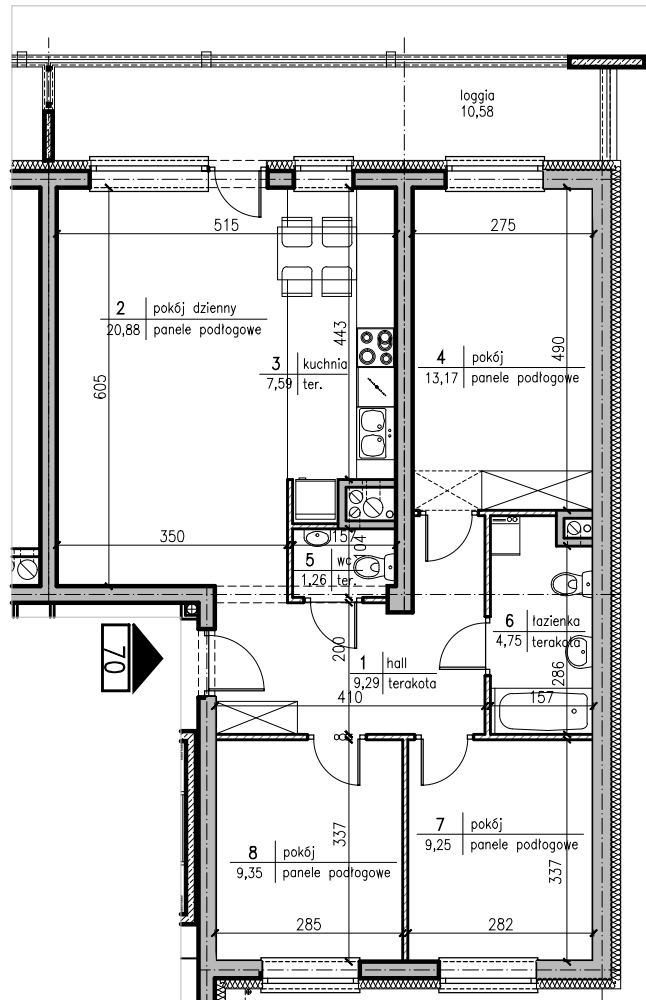 loggia
10,58
515
275
2 pokój dzienny
20,88 panele podłogowe
443
490
3 kuchnia
7,59 ter.
4 pokój
13,17 panele podłogowe
605
350
157
104
5 wc
1,26 ter.
6 łazienka
4,75 terakota
200
286
70
1 hall
9,29 terakota
410
157
337
7 pokój
9,25 panele podłogowe
8 pokój
9,35 panele podłogowe
337
285
282